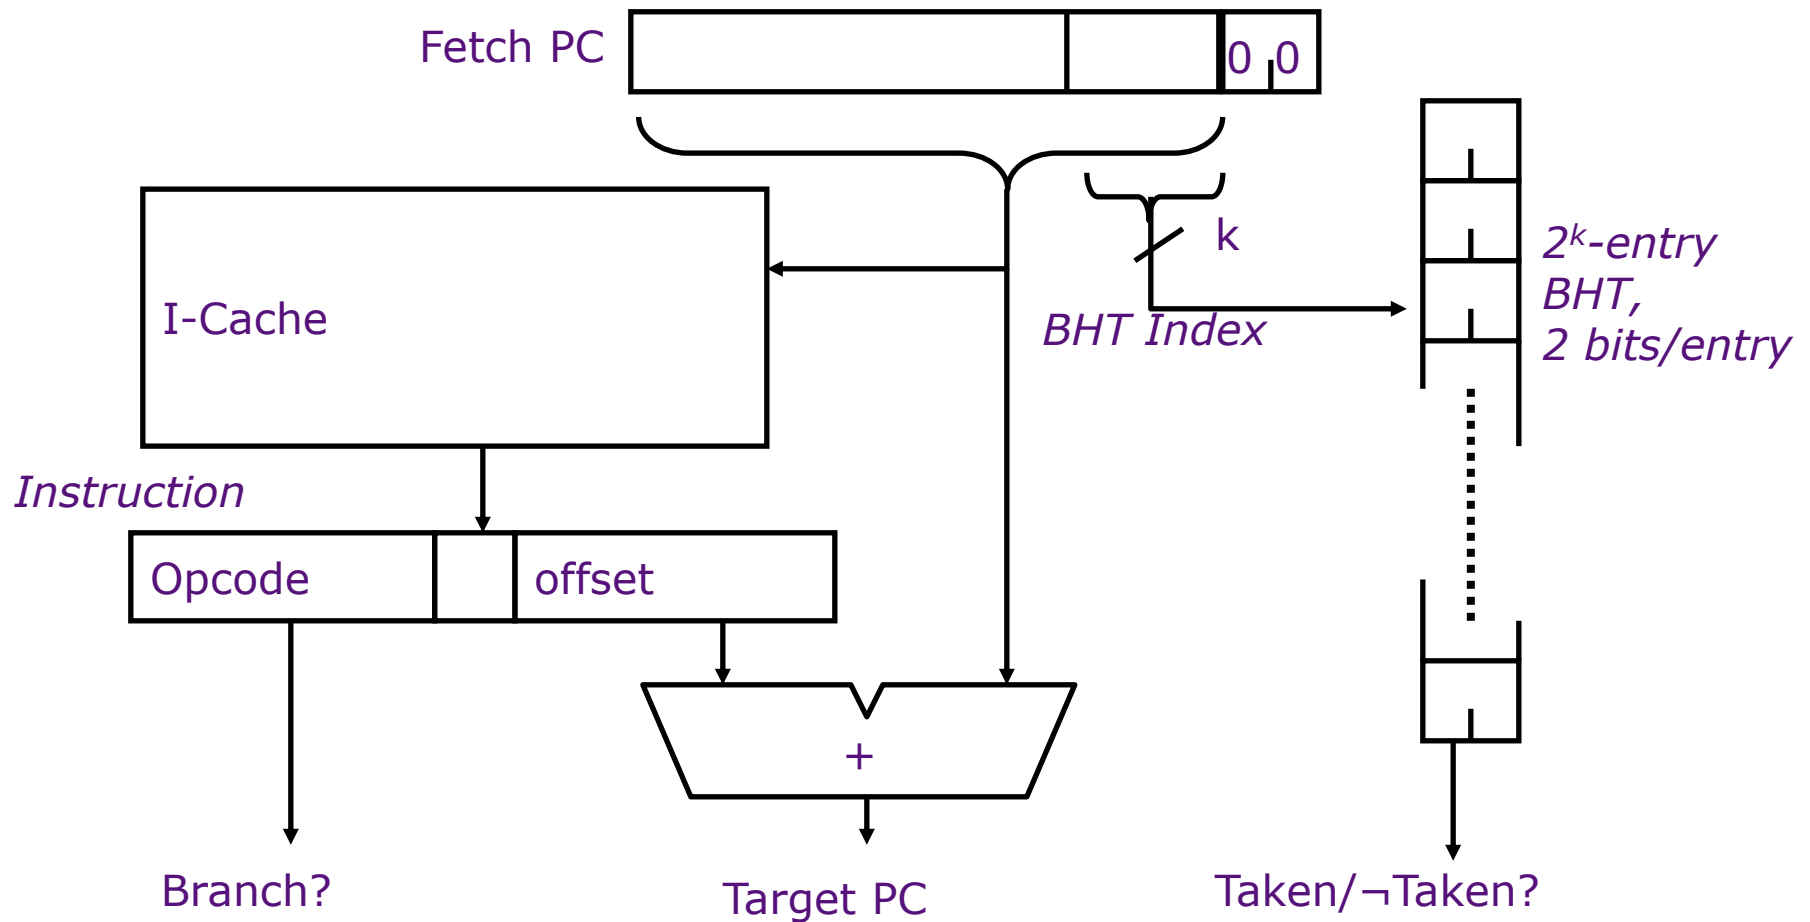 Fetch PC
0 0
k
2ᵏ-entry
BHT,
2 bits/entry
I-Cache
BHT Index
Instruction
Opcode
offset
+
Branch?
Target PC
Taken/¬Taken?